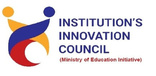 INSTITUTION'S
INNOVATION
COUNCIL
(Ministry of Education Initiative)